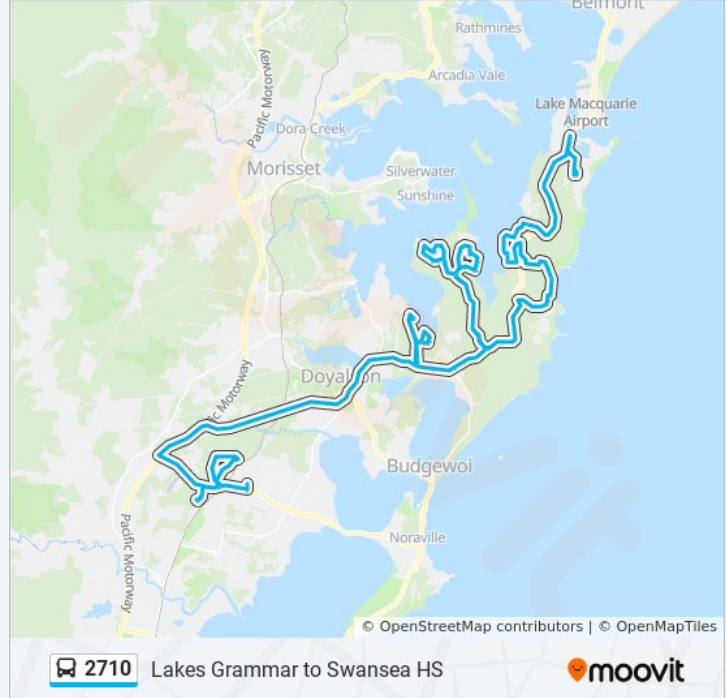 Belmont
Rathmines
Arcadia Vale
Lake Macquarie
Airport
Pacific Motorway
Dora Creek
Morisset
Silverwater
Sunshine
Doyalson
Pacific Motorway
Budgewoi
Pacific Motorway
Noraville
© OpenStreetMap contributors | © OpenMapTiles
2710 Lakes Grammar to Swansea HS
moovit